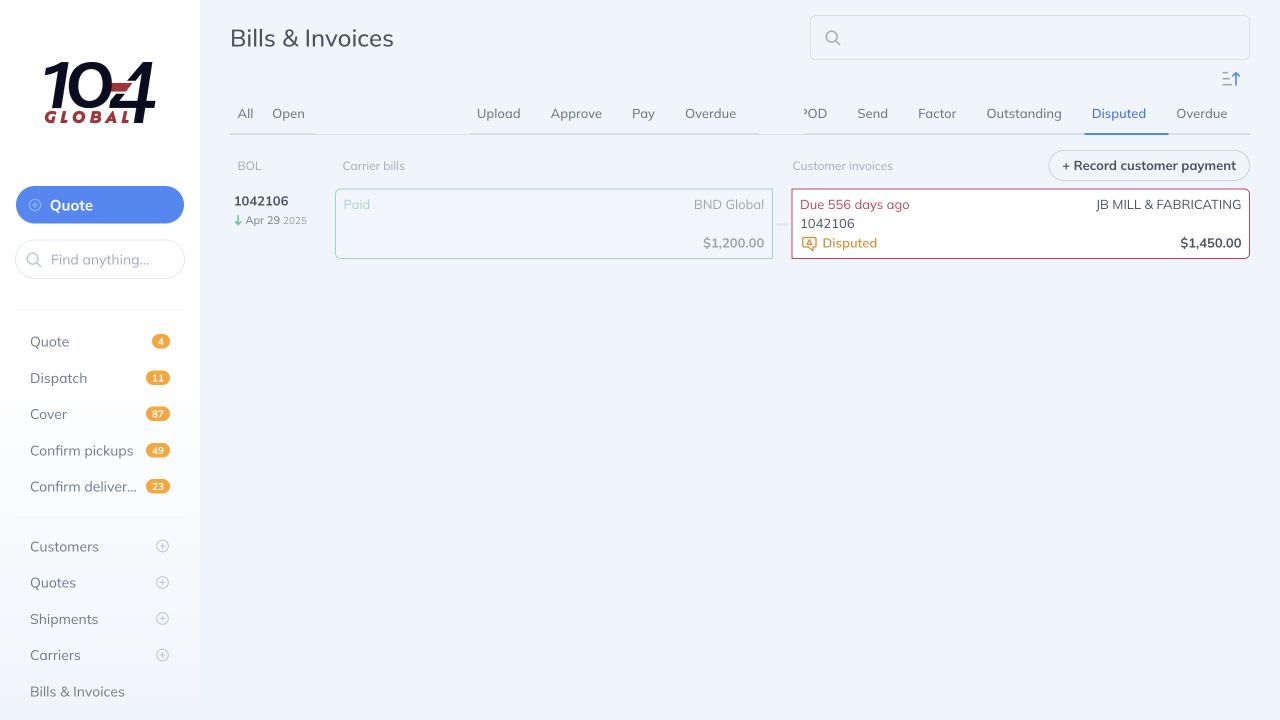 104
GLOBAL
Quote
Find anything...
Quote 4
Dispatch 11
Cover 87
Confirm pickups 49
Confirm deliver... 23
Customers
Quotes
Shipments
Carriers
Bills & Invoices
Bills & Invoices
All Open Upload Approve Pay Overdue POD Send Factor Outstanding Disputed Overdue
BOL Carrier bills Customer invoices + Record customer payment
1042106 Paid BND Global Due 556 days ago JB MILL & FABRICATING
Apr 29 2025 1042106
$1,200.00 Disputed $1,450.00